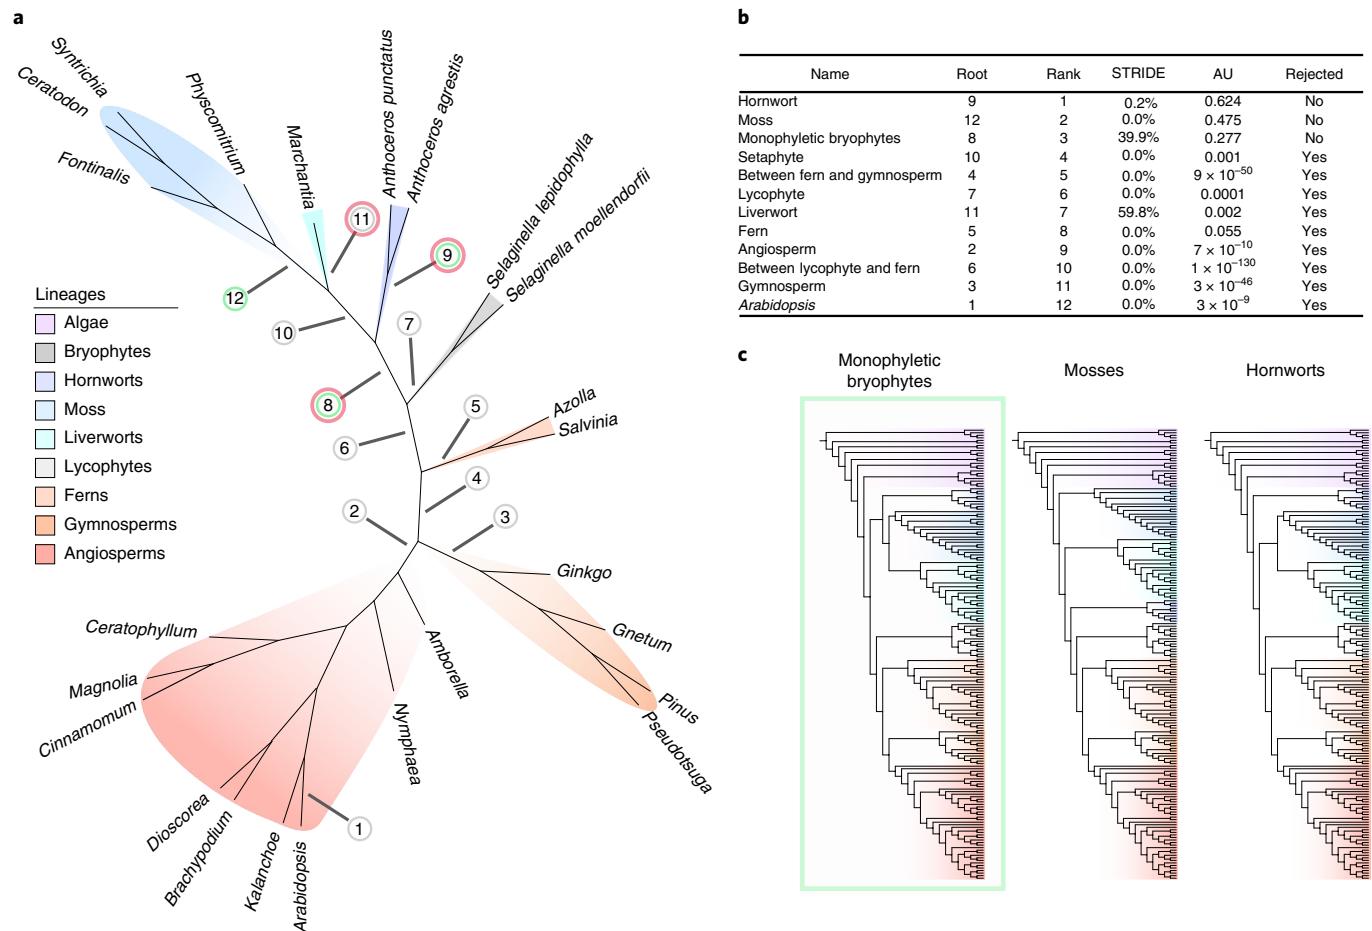 a
Syntrichia
Ceratodon
Fontinalis
Physcomitrium
Marchantia
Anthoceros punctatus
Anthoceros agrestis
Selaginella lepidophylla
Selaginella moellendorffii
11
9
12
10
7
8
6
5
Azolla
Salvinia
4
2
3
Lineages
Algae
Bryophytes
Hornworts
Moss
Liverworts
Lycophytes
Ferns
Gymnosperms
Angiosperms
Ginkgo
Gnetum
Pinus
Pseudotsuga
Amborella
Nymphaea
Ceratophyllum
Magnolia
Cinnamomum
Dioscorea
Brachypodium
Kalanchoe
Arabidopsis
1
b
Name Root Rank STRIDE AU Rejected
Hornwort 9 1 0.2% 0.624 No
Moss 12 2 0.0% 0.475 No
Monophyletic bryophytes 8 3 39.9% 0.277 No
Setaphyte 10 4 0.0% 0.001 Yes
Between fern and gymnosperm 4 5 0.0% 9 × 10⁻⁵⁰ Yes
Lycophyte 7 6 0.0% 0.0001 Yes
Liverwort 11 7 59.8% 0.002 Yes
Fern 5 8 0.0% 0.055 Yes
Angiosperm 2 9 0.0% 7 × 10⁻¹⁰ Yes
Between lycophyte and fern 6 10 0.0% 1 × 10⁻¹³⁰ Yes
Gymnosperm 3 11 0.0% 3 × 10⁻⁴⁶ Yes
Arabidopsis 1 12 0.0% 3 × 10⁻⁹ Yes
c
Monophyletic
bryophytes
Mosses
Hornworts